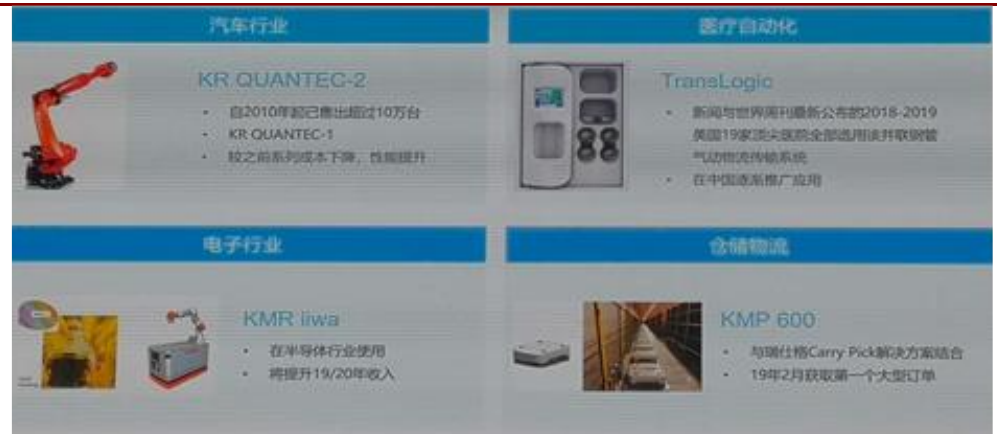 汽车行业
KR QUANTEC-2
• 自2010年起已售出超过10万台
• KR QUANTEC-1
• 较之前系列成本下降，性能提升
医疗自动化
TransLogic
• 新闻与世界周刊最新公布的2018-2019
美国19家顶尖医院全部选用该并联钢管
气动物流传输系统
• 在中国逐渐推广应用
电子行业
KMR iiwa
• 在半导体行业使用
• 将提升19/20年收入
仓储物流
KMP 600
• 与瑞仕格Carry Pick解决方案结合
• 19年2月获取第一个大型订单